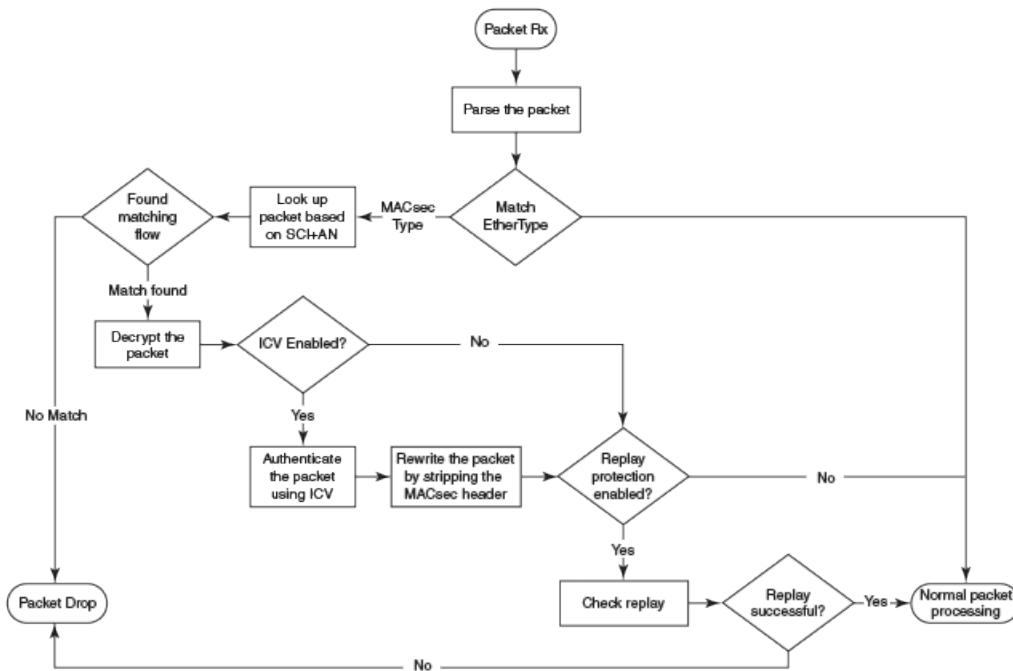 Packet Rx
Parse the packet
Match
EtherType
MACsec
Type
Look up
packet based
on SCI+AN
Found
matching
flow
Match found
No Match
Decrypt the
packet
ICV Enabled?
No
Yes
Authenticate
the packet
using ICV
Rewrite the packet
by stripping the
MACsec header
Replay
protection
enabled?
No
Yes
Check replay
Replay
successful?
Yes
Normal packet
processing
Packet Drop
No